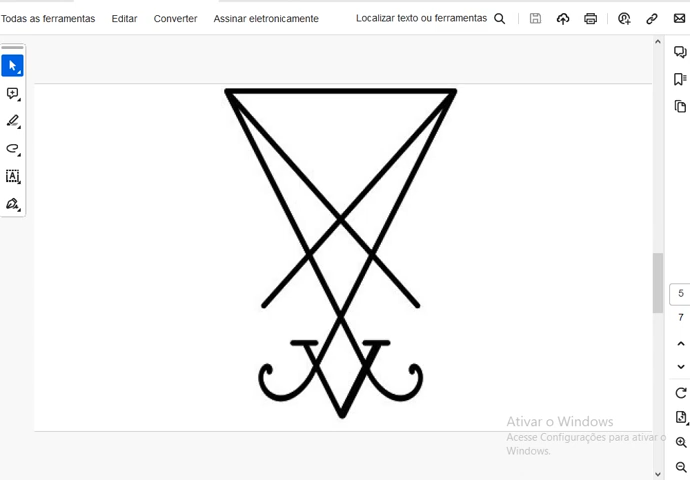 Todas as ferramentas Editar Converter Assinar eletronicamente Localizar texto ou ferramentas
5
7
Ativar o Windows
Acesse Configurações para ativar o
Windows.